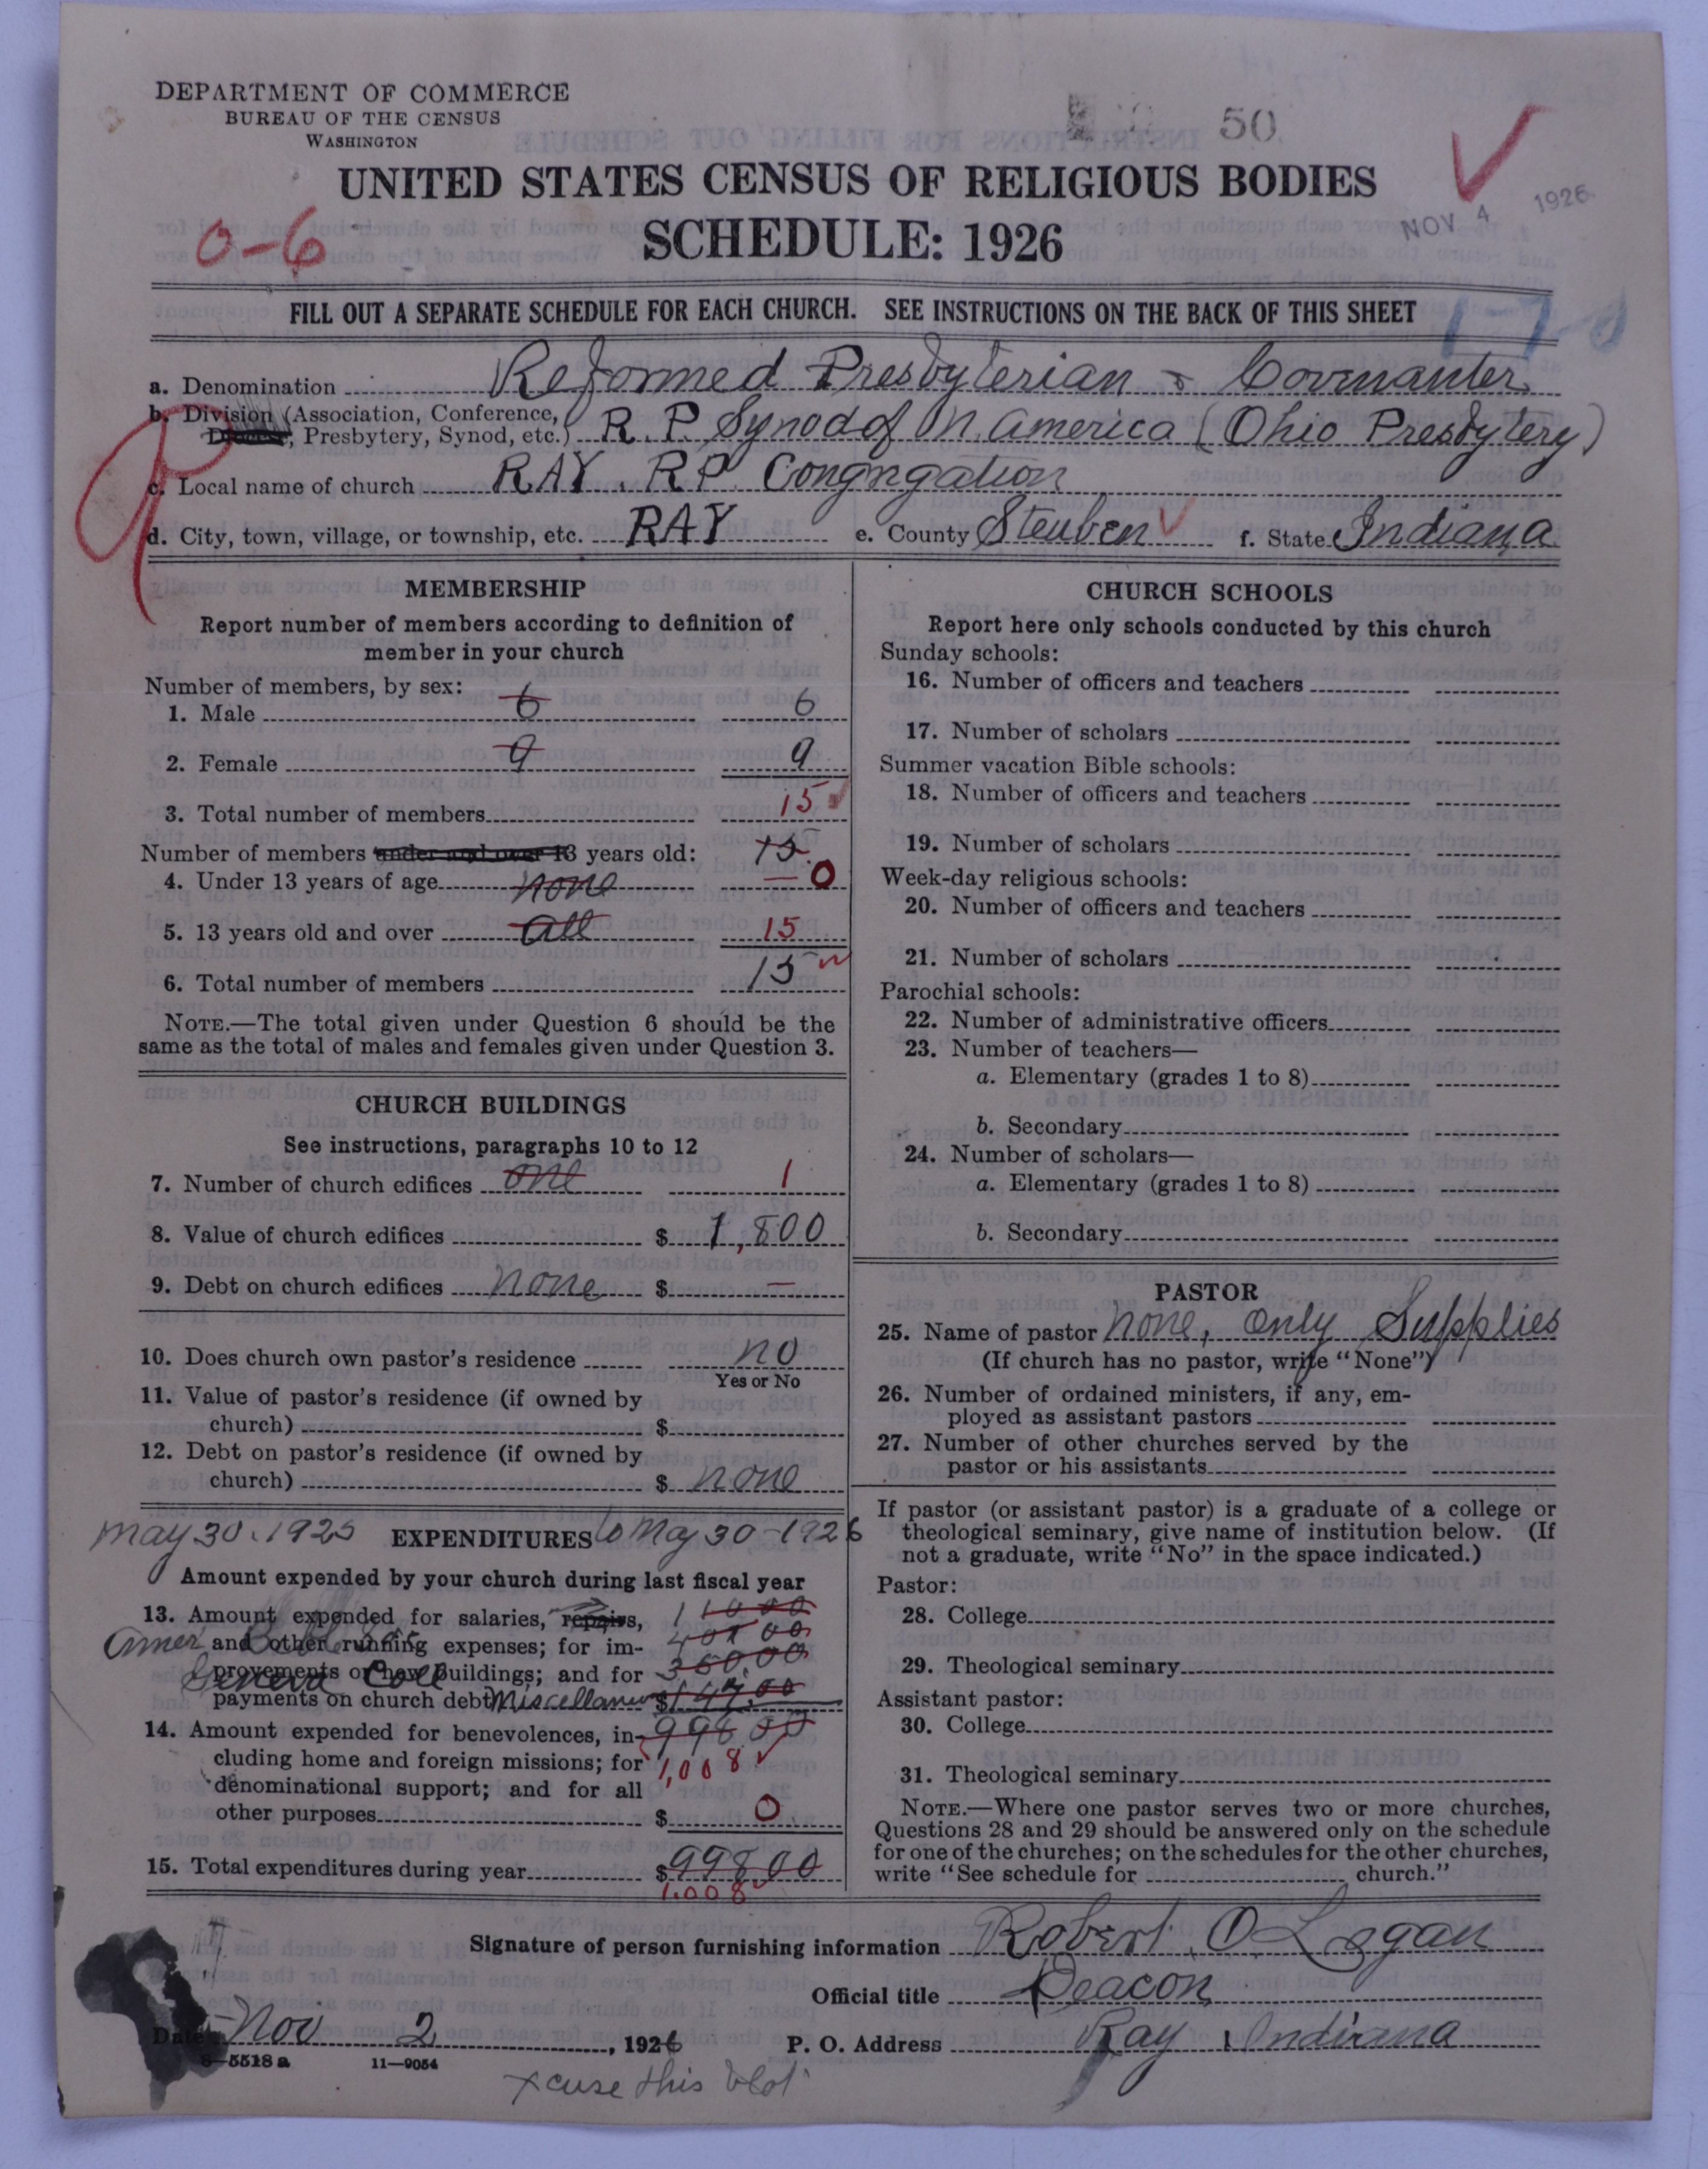 DEPARTMENT OF COMMERCE
BUREAU OF THE CENSUS
WASHINGTON
50
UNITED STATES CENSUS OF RELIGIOUS BODIES
SCHEDULE: 1926
NOV 4 1926
0-6
FILL OUT A SEPARATE SCHEDULE FOR EACH CHURCH. SEE INSTRUCTIONS ON THE BACK OF THIS SHEET
a. Denomination Reformed Presbyterian Covenanter
b. Division (Association, Conference,
Diocese, Presbytery, Synod, etc.) R. P. Synod of N. America (Ohio Presbytery)
c. Local name of church RAY. RP. Congregation
d. City, town, village, or township, etc. RAY e. County Steuben f. State Indiana
MEMBERSHIP
Report number of members according to definition of
member in your church
Number of members, by sex:
1. Male 6 6
2. Female 9 9
3. Total number of members 15
Number of members under and over 13 years old: 15
4. Under 13 years of age none — 0
5. 13 years old and over all 15
6. Total number of members 15
NOTE.—The total given under Question 6 should be the
same as the total of males and females given under Question 3.
CHURCH BUILDINGS
See instructions, paragraphs 10 to 12
7. Number of church edifices one 1
8. Value of church edifices $ 1,800
9. Debt on church edifices none $ —
10. Does church own pastor's residence no
Yes or No
11. Value of pastor's residence (if owned by
church) $
12. Debt on pastor's residence (if owned by
church) $ none
May 30, 1925 EXPENDITURES to May 30-1926
Amount expended by your church during last fiscal year
13. Amount expended for salaries, repairs,
and other running expenses; for im-
provements or new buildings; and for 36000
payments on church debt Miscellaneous $ 147.00
14. Amount expended for benevolences, in- 998 00
cluding home and foreign missions; for 1,008
denominational support; and for all
other purposes $ 0
15. Total expenditures during year $ 998 00
1,008
CHURCH SCHOOLS
Report here only schools conducted by this church
Sunday schools:
16. Number of officers and teachers
17. Number of scholars
Summer vacation Bible schools:
18. Number of officers and teachers
19. Number of scholars
Week-day religious schools:
20. Number of officers and teachers
21. Number of scholars
Parochial schools:
22. Number of administrative officers
23. Number of teachers—
a. Elementary (grades 1 to 8)
b. Secondary
24. Number of scholars—
a. Elementary (grades 1 to 8)
b. Secondary
PASTOR
25. Name of pastor none, only Supplies
(If church has no pastor, write "None")
26. Number of ordained ministers, if any, em-
ployed as assistant pastors
27. Number of other churches served by the
pastor or his assistants
If pastor (or assistant pastor) is a graduate of a college or
theological seminary, give name of institution below. (If
not a graduate, write "No" in the space indicated.)
Pastor:
28. College
29. Theological seminary
Assistant pastor:
30. College
31. Theological seminary
NOTE.—Where one pastor serves two or more churches,
Questions 28 and 29 should be answered only on the schedule
for one of the churches; on the schedules for the other churches,
write "See schedule for church."
Signature of person furnishing information Robert O Logan
Official title Deacon
Date Nov 2, 1926 P. O. Address Ray, Indiana
8—5518 a 11—9054
xcuse this blot